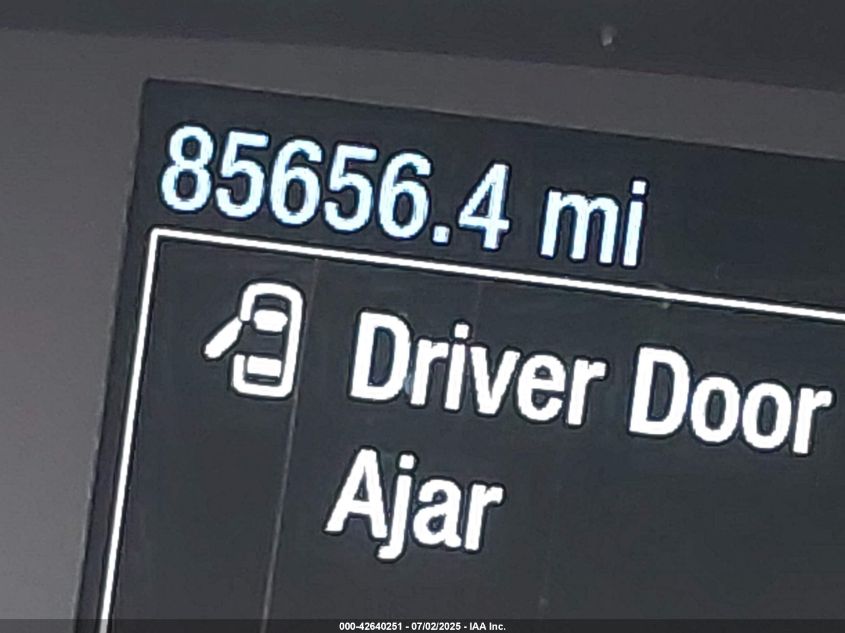 85656.4 mi
Driver Door
Ajar
000-42640251 - 07/02/2025 - IAA Inc.